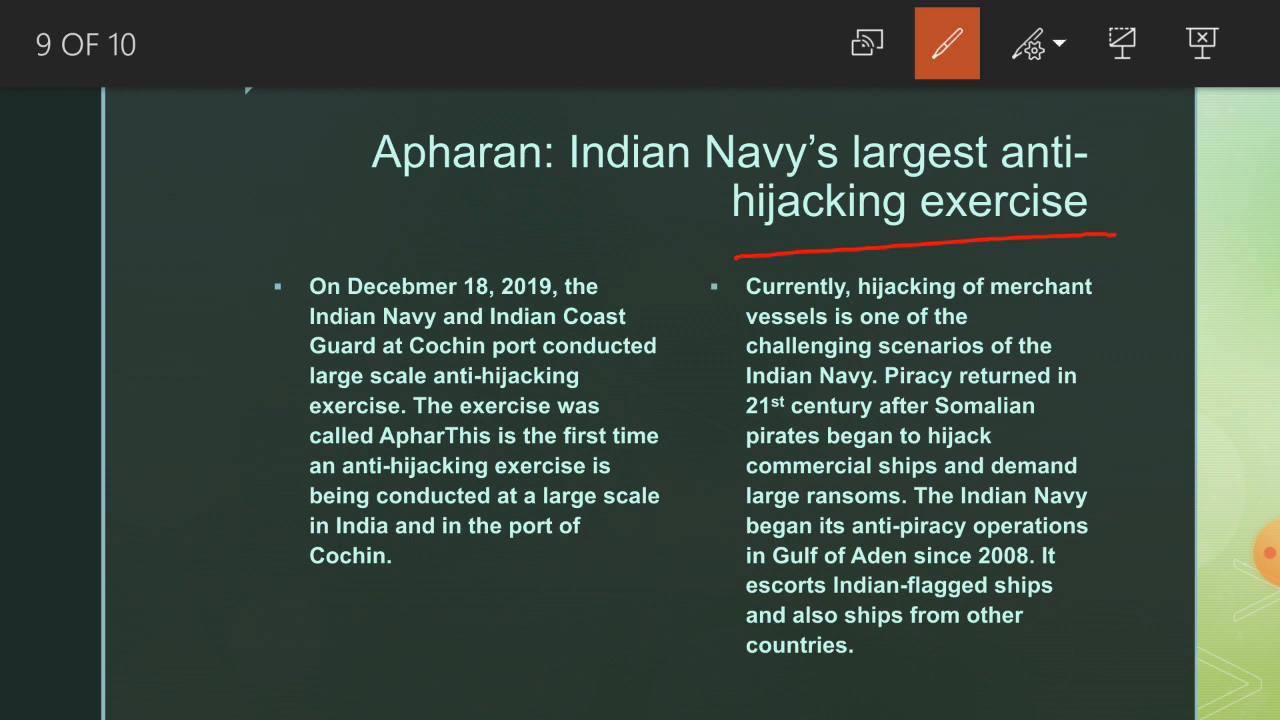 9 OF 10
Apharan: Indian Navy’s largest anti-
hijacking exercise
▪ On Decebmer 18, 2019, the
Indian Navy and Indian Coast
Guard at Cochin port conducted
large scale anti-hijacking
exercise. The exercise was
called ApharThis is the first time
an anti-hijacking exercise is
being conducted at a large scale
in India and in the port of
Cochin.
▪ Currently, hijacking of merchant
vessels is one of the
challenging scenarios of the
Indian Navy. Piracy returned in
21st century after Somalian
pirates began to hijack
commercial ships and demand
large ransoms. The Indian Navy
began its anti-piracy operations
in Gulf of Aden since 2008. It
escorts Indian-flagged ships
and also ships from other
countries.